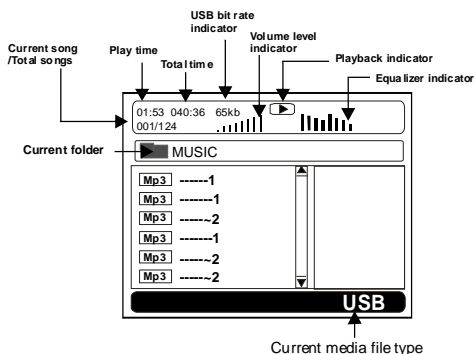 USB bit rate
indicator
Volume level
indicator
Current song
/Total songs
Play time
Total time
Playback indicator
Equalizer indicator
01:53 040:36 65kb
001/124
Current folder
MUSIC
Mp3 ------1
Mp3 -------1
Mp3 -----~2
Mp3 ------1
Mp3 -----~2
Mp3 -----~2
USB
Current media file type